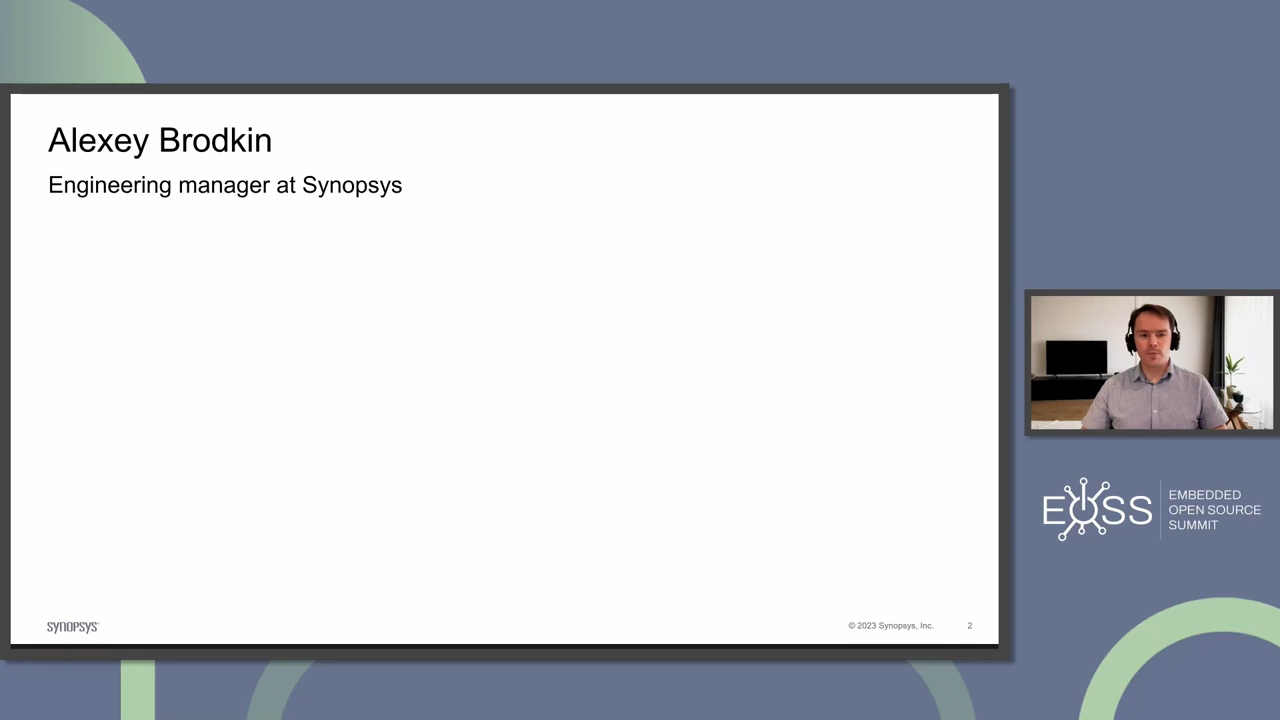 Alexey Brodkin
Engineering manager at Synopsys
SYNOPSYS®
© 2023 Synopsys, Inc.
2
EOSS
EMBEDDED
OPEN SOURCE
SUMMIT